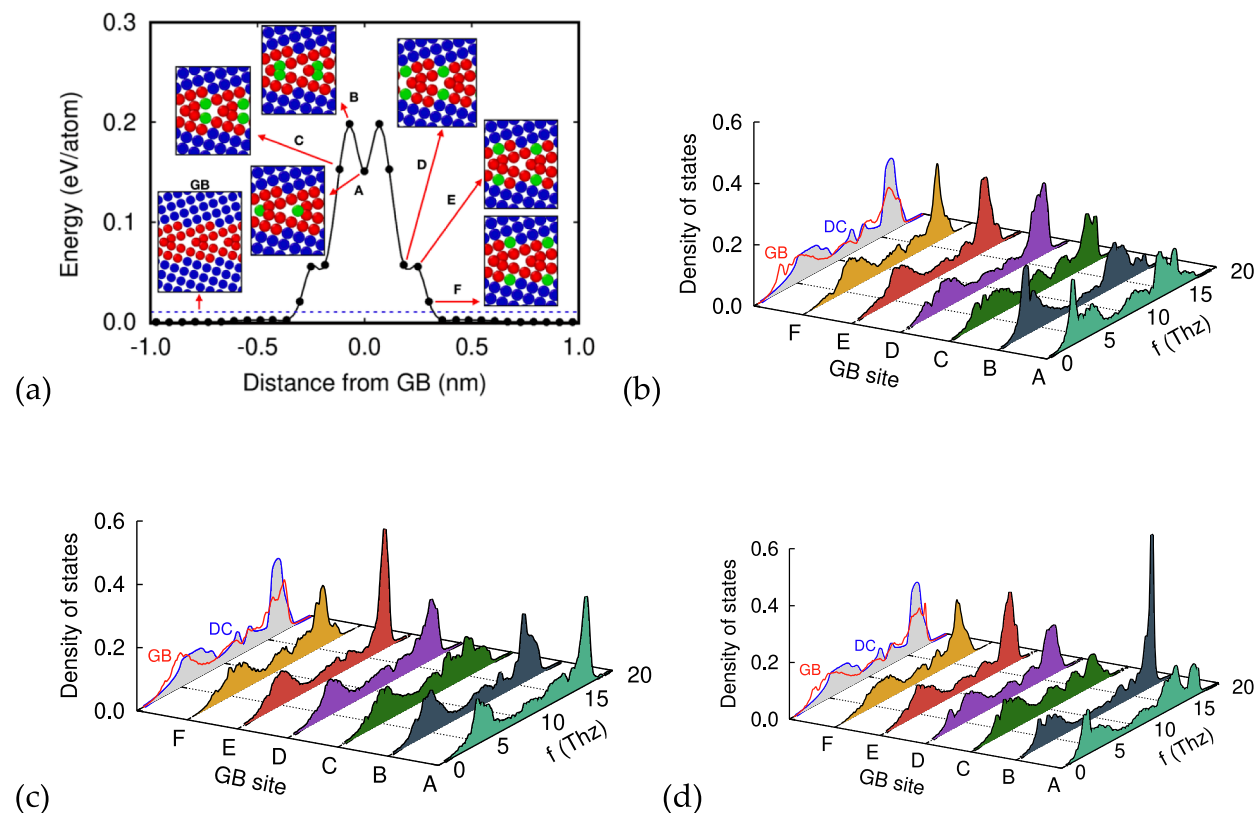 0.3
0.2
0.1
0.0
Energy (eV/atom)
-1.0 -0.5 0.0 0.5 1.0
Distance from GB (nm)
GB
A
B
C
D
E
F
(a)
0.6
0.4
0.2
0.0
Density of states
GB
DC
F E D C B A
GB site
0 5 10 15 20
f (Thz)
(b)
0.6
0.4
0.2
0.0
Density of states
GB
DC
F E D C B A
GB site
0 5 10 15 20
f (Thz)
(c)
0.6
0.4
0.2
0.0
Density of states
GB
DC
F E D C B A
GB site
0 5 10 15 20
f (Thz)
(d)